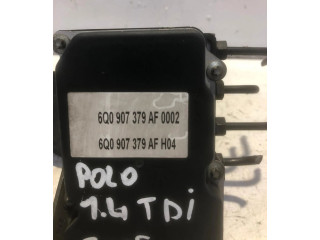 6Q0 907 379 AF 0002
6Q0 907 379 AF H04
POLO
1.4 TDI